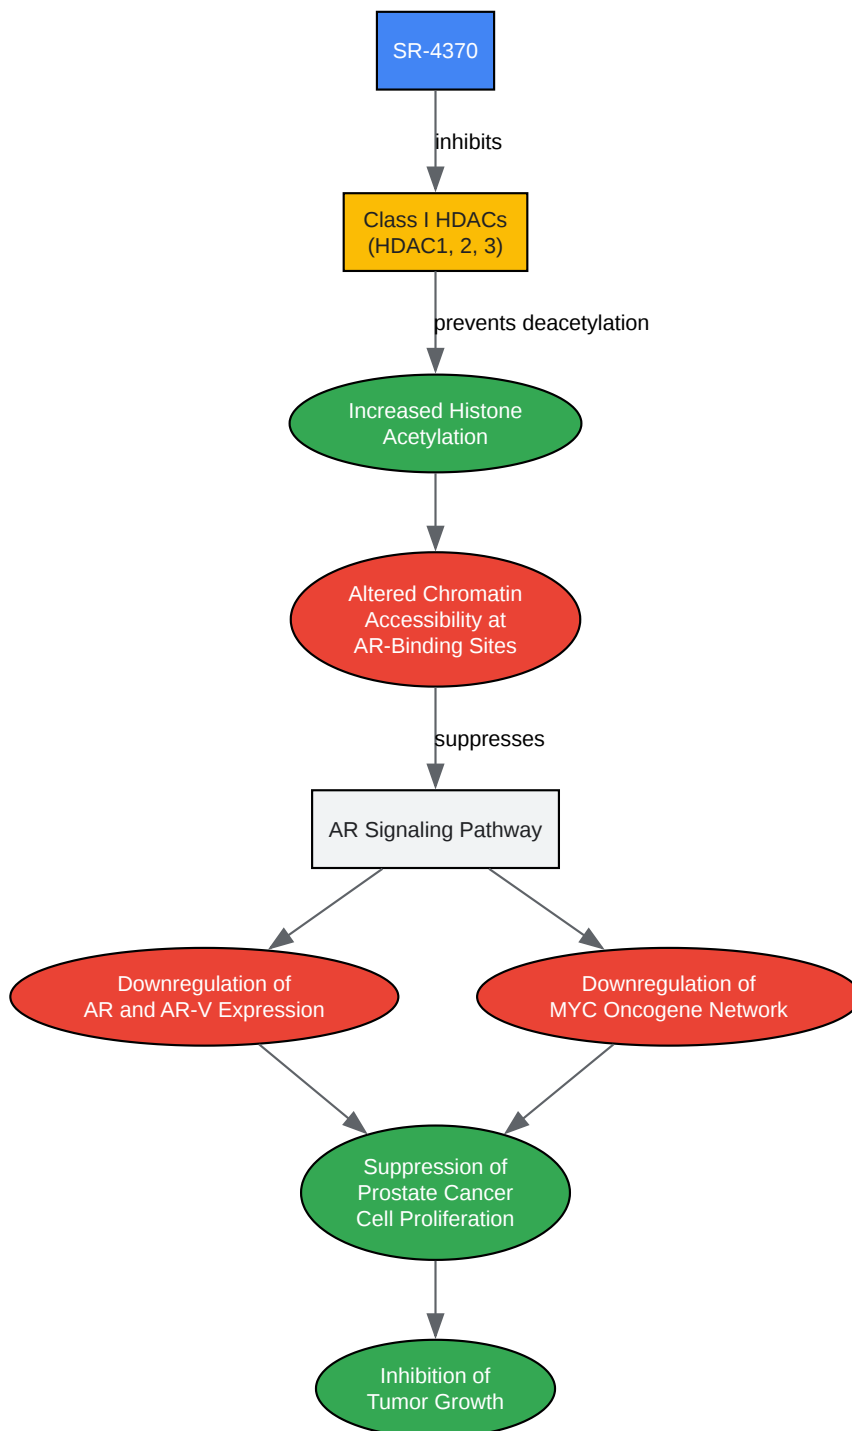 SR-4370
inhibits
Class I HDACs
(HDAC1, 2, 3)
prevents deacetylation
Increased Histone
Acetylation
Altered Chromatin
Accessibility at
AR-Binding Sites
suppresses
AR Signaling Pathway
Downregulation of
AR and AR-V Expression
Downregulation of
MYC Oncogene Network
Suppression of
Prostate Cancer
Cell Proliferation
Inhibition of
Tumor Growth